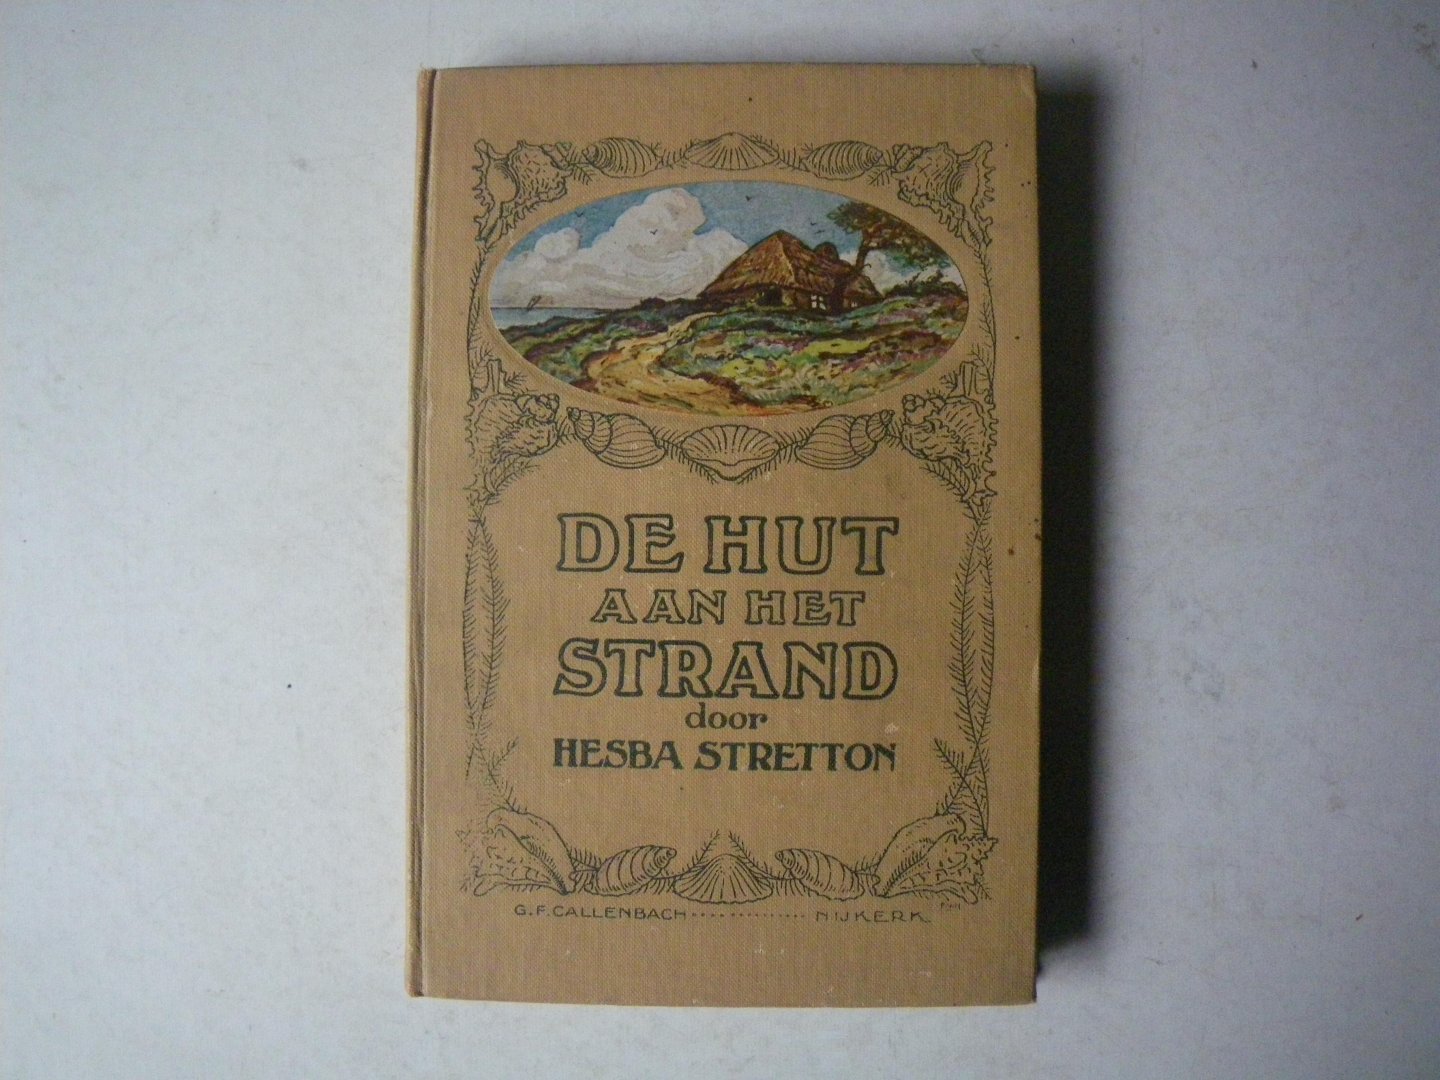 DE HUT
AAN HET
STRAND
door
HESBA STRETTON
G.F. CALLENBACH ............ NIJKERK